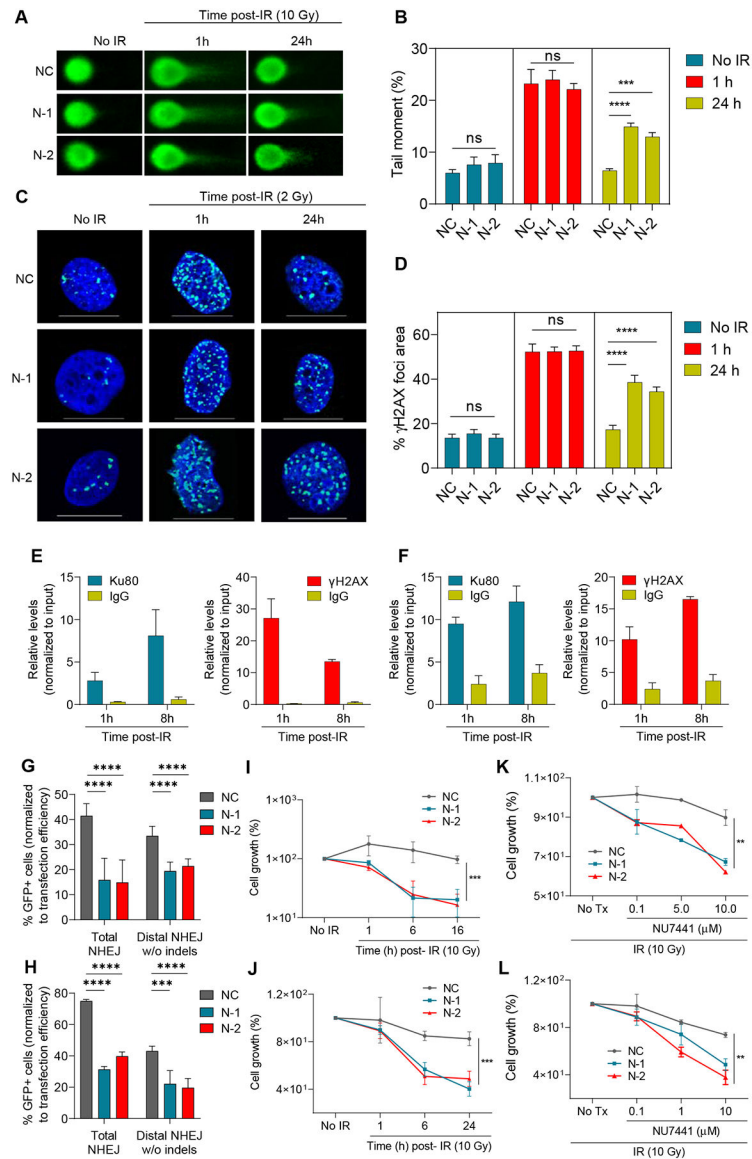 A
Time post-IR (10 Gy)
No IR
1h
24h
NC
N-1
N-2
B
Tail moment (%)
30
20
10
0
ns
ns
***
****
NC
N-1
N-2
NC
N-1
N-2
NC
N-1
N-2
No IR
1 h
24 h
C
Time post-IR (2 Gy)
No IR
1h
24h
NC
N-1
N-2
D
% γH2AX foci area
60
40
20
0
ns
ns
****
****
NC
N-1
N-2
NC
N-1
N-2
NC
N-1
N-2
No IR
1 h
24 h
E
Relative levels
(normalized to input)
15
10
5
0
Ku80
IgG
1h
8h
Time post-IR
Relative levels
(normalized to input)
40
30
20
10
0
γH2AX
IgG
1h
8h
Time post-IR
F
Relative levels
(normalized to input)
15
10
5
0
Ku80
IgG
1h
8h
Time post-IR
Relative levels
(normalized to input)
20
15
10
5
0
γH2AX
IgG
1h
8h
Time post-IR
G
% GFP+ cells (normalized
to transfection efficiency)
50
40
30
20
10
0
****
****
****
****
NC
N-1
N-2
Total
NHEJ
Distal NHEJ
w/o indels
H
% GFP+ cells (normalized
to transfection efficiency)
80
60
40
20
0
****
****
****
***
NC
N-1
N-2
Total
NHEJ
Distal NHEJ
w/o indels
I
Cell growth (%)
1×10³
1×10²
1×10¹
NC
N-1
N-2
***
No IR
1
6
16
Time (h) post- IR (10 Gy)
J
Cell growth (%)
1×10²
4×10¹
NC
N-1
N-2
***
No IR
1
6
24
Time (h) post- IR (10 Gy)
K
Cell growth (%)
1×10²
9×10¹
7×10¹
5×10¹
NC
N-1
N-2
**
No Tx
0.1
5.0
10.0
NU7441 (μM)
IR (10 Gy)
L
Cell growth (%)
1×10²
8×10¹
4×10¹
NC
N-1
N-2
**
No Tx
0.1
1
10
NU7441 (μM)
IR (10 Gy)